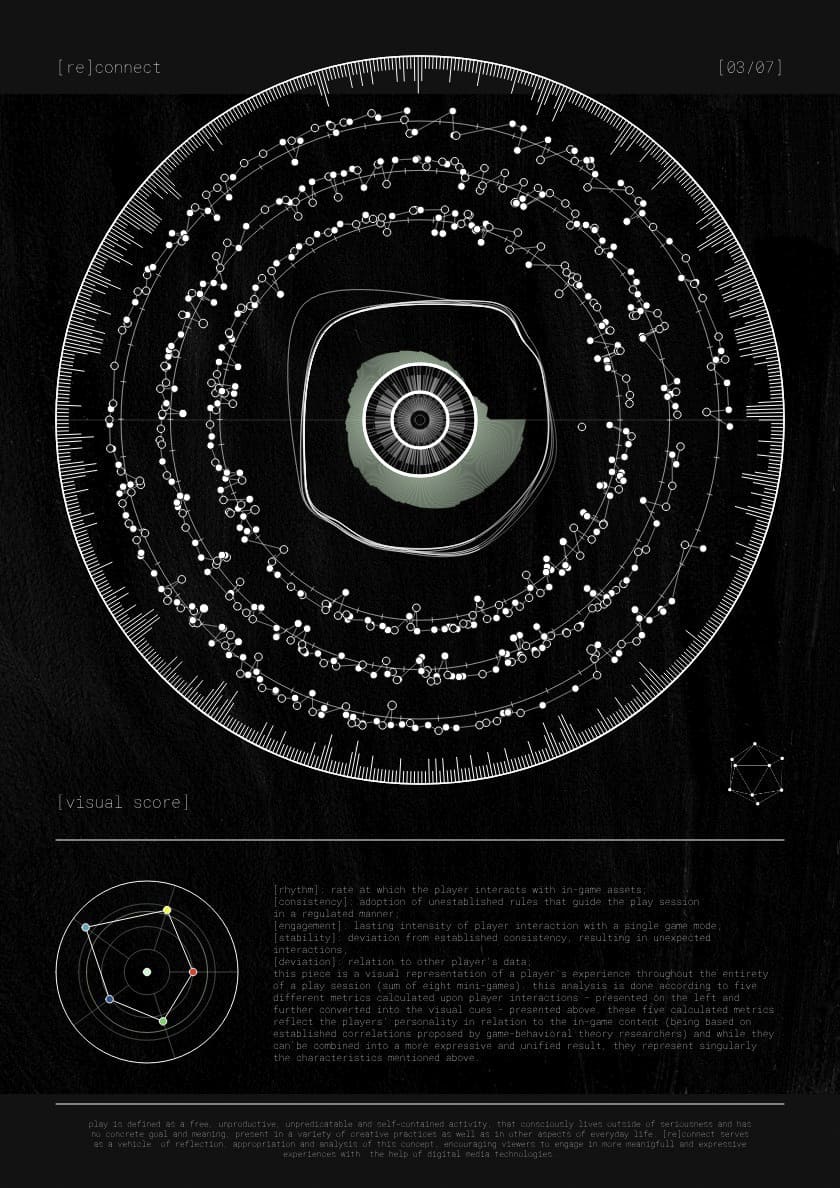 [re]connect
[03/07]
[visual score]
[rhythm]: rate at which the player interacts with in-game assets;
[consistency]: adoption of unestablished rules that guide the play session
in a regulated manner;
[engagement]: lasting intensity of player interaction with a single game mode;
[stability]: deviation from established consistency, resulting in unexpected
interactions;
[deviation]: relation to other player's data;
this piece is a visual representation of a player's experience throughout the entirety
of a play session (sum of eight mini-games). this analysis is done according to five
different metrics calculated upon player interactions - presented on the left and
further converted into the visual cues - presented above. these five calculated metrics
reflect the players' personality in relation to the in-game content (being based on
established correlations proposed by game-behavioral theory researchers) and while they
can be combined into a more expressive and unified result, they represent singularly
the characteristics mentioned above.
play is defined as a free, unproductive, unpredicatable and self-contained activity, that consciously lives outside of seriousness and has
no concrete goal and meaning, present in a variety of creative practices as well as in other aspects of everyday life. [re]connect serves
as a vehicle of reflection, appropriation and analysis of this concept, encouraging viewers to engage in more meanigfull and expressive
experiences with the help of digital media technologies.